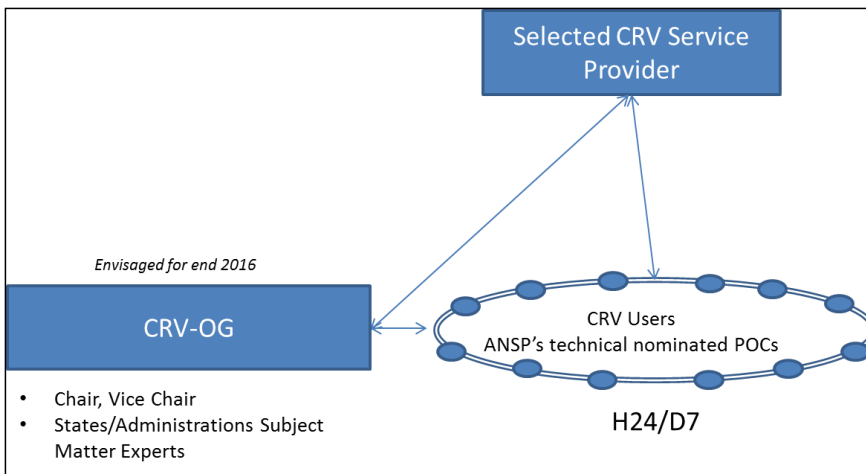 Selected CRV Service
Provider
Envisaged for end 2016
CRV-OG
CRV Users
ANSP's technical nominated POCs
• Chair, Vice Chair
• States/Administrations Subject
Matter Experts
H24/D7